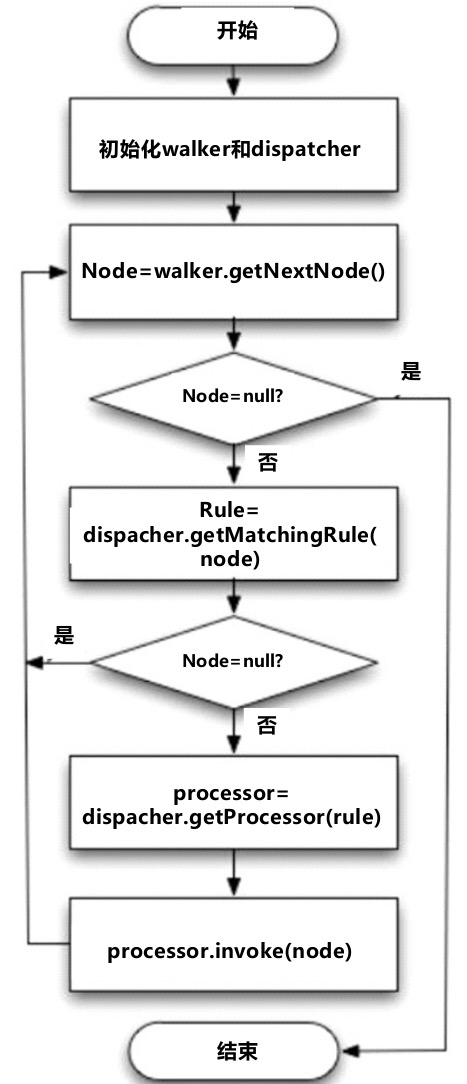 开始
初始化walker和dispatcher
Node=walker.getNextNode()
Node=null?
是
否
Rule=
dispacher.getMatchingRule(
node)
是
Node=null?
否
processor=
dispacher.getProcessor(rule)
processor.invoke(node)
结束